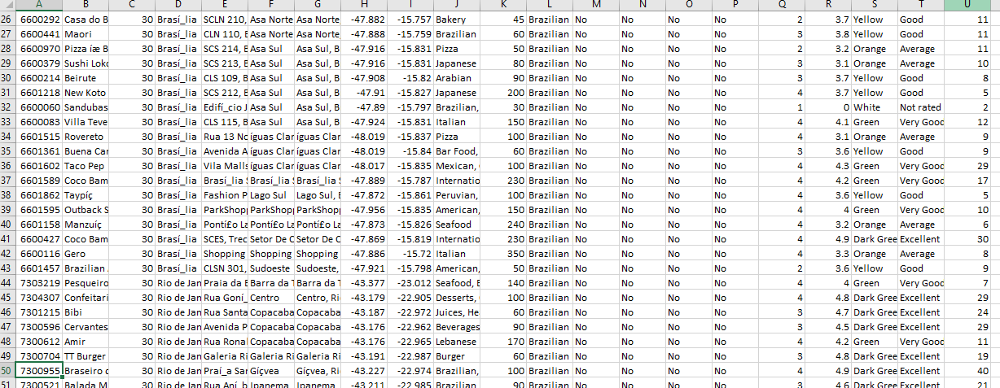 A B C D E F G H I J K L M N O P Q R S T U
26 6600292 Casa do B 30 Brasí_lia SCLN 210, Asa Norte Asa Norte, -47.882 -15.757 Bakery 45 Brazilian No No No No 2 3.7 Yellow Good 11
27 6600441 Maori 30 Brasí_lia CLN 110, B Asa Norte Asa Norte, -47.888 -15.759 Brazilian 60 Brazilian No No No No 3 3.8 Yellow Good 11
28 6600970 Pizza íæ B 30 Brasí_lia SCS 214, B Asa Sul Asa Sul, B -47.916 -15.831 Pizza 50 Brazilian No No No No 2 3.2 Orange Average 11
29 6600379 Sushi Loko 30 Brasí_lia SCS 213, B Asa Sul Asa Sul, B -47.916 -15.831 Japanese 80 Brazilian No No No No 3 3.1 Orange Average 10
30 6600214 Beirute 30 Brasí_lia CLS 109, B Asa Sul Asa Sul, B -47.908 -15.82 Arabian 90 Brazilian No No No No 3 3.7 Yellow Good 8
31 6601218 New Koto 30 Brasí_lia SCS 212, B Asa Sul Asa Sul, B -47.91 -15.827 Japanese 200 Brazilian No No No No 4 3.7 Yellow Good 5
32 6600060 Sandubas 30 Brasí_lia Edifí_cio J Asa Sul Asa Sul, B -47.89 -15.797 Brazilian, 30 Brazilian No No No No 1 0 White Not rated 2
33 6600083 Villa Teve 30 Brasí_lia CLS 115, B Asa Sul Asa Sul, B -47.924 -15.831 Italian 150 Brazilian No No No No 4 4.1 Green Very Good 12
34 6601515 Rovereto 30 Brasí_lia Rua 13 No íguas Clar íguas Clar -48.019 -15.837 Pizza 100 Brazilian No No No No 4 3.1 Orange Average 9
35 6601361 Buena Car 30 Brasí_lia Avenida A íguas Clar íguas Clar -48.019 -15.84 Bar Food, 60 Brazilian No No No No 3 3.6 Yellow Good 9
36 6601602 Taco Pep 30 Brasí_lia Vila Malls íguas Clar íguas Clar -48.017 -15.835 Mexican, 100 Brazilian No No No No 4 4.3 Green Very Good 29
37 6601589 Coco Bam 30 Brasí_lia Brasí_lia S Brasí_lia S Brasí_lia S -47.889 -15.787 Internatio 230 Brazilian No No No No 4 4.2 Green Very Good 17
38 6601862 Taypíç 30 Brasí_lia Fashion P Lago Sul Lago Sul, B -47.872 -15.861 Peruvian, 100 Brazilian No No No No 4 3.6 Yellow Good 5
39 6601595 Outback S 30 Brasí_lia ParkShopp ParkShopp ParkShopp -47.956 -15.835 American, 150 Brazilian No No No No 4 4 Green Very Good 10
40 6601158 Manzuíç 30 Brasí_lia Pontí£o La Pontí£o La Pontí£o La -47.873 -15.826 Seafood 240 Brazilian No No No No 4 3.2 Orange Average 6
41 6600427 Coco Bam 30 Brasí_lia SCES, Trec Setor De C Setor De C -47.869 -15.819 Internatio 230 Brazilian No No No No 4 4.9 Dark Gree Excellent 30
42 6600116 Gero 30 Brasí_lia Shopping Shopping Shopping -47.886 -15.72 Italian 350 Brazilian No No No No 4 3.3 Orange Average 8
43 6601457 Brazilian 30 Brasí_lia CLSN 301, Sudoeste Sudoeste, -47.921 -15.798 American, 50 Brazilian No No No No 2 3.6 Yellow Good 9
44 7303219 Pesqueiro 30 Rio de Jan Praia da B Barra da T Barra da T -43.377 -23.012 Seafood, B 140 Brazilian No No No No 4 4 Green Very Good 7
45 7304307 Confeitari 30 Rio de Jan Rua Goní_ Centro Centro, Ri -43.179 -22.905 Desserts, 100 Brazilian No No No No 4 4.8 Dark Gree Excellent 29
46 7301215 Bibi 30 Rio de Jan Rua Santa Copacaba Copacaba -43.187 -22.972 Juices, He 60 Brazilian No No No No 3 4.7 Dark Gree Excellent 24
47 7300596 Cervantes 30 Rio de Jan Avenida P Copacaba Copacaba -43.176 -22.962 Beverages 90 Brazilian No No No No 3 4.5 Dark Gree Excellent 29
48 7300612 Amir 30 Rio de Jan Rua Ronal Copacaba Copacaba -43.176 -22.965 Lebanese 170 Brazilian No No No No 4 4.2 Green Very Good 11
49 7300704 TT Burger 30 Rio de Jan Galeria Ri Galeria Ri Galeria Ri -43.191 -22.987 Burger 60 Brazilian No No No No 3 4.8 Dark Gree Excellent 19
50 7300955 Braseiro d 30 Rio de Jan Praí_a San Gíçvea Gíçvea, Ri -43.227 -22.974 Brazilian, 100 Brazilian No No No No 4 4.9 Dark Gree Excellent 40
51 7300521 Balada M 30 Rio de Jan Rua Aní_b Ipanema Ipanema, -43.211 -22.985 Brazilian, 90 Brazilian No No No No 3 4.6 Dark Gree Excellent 21